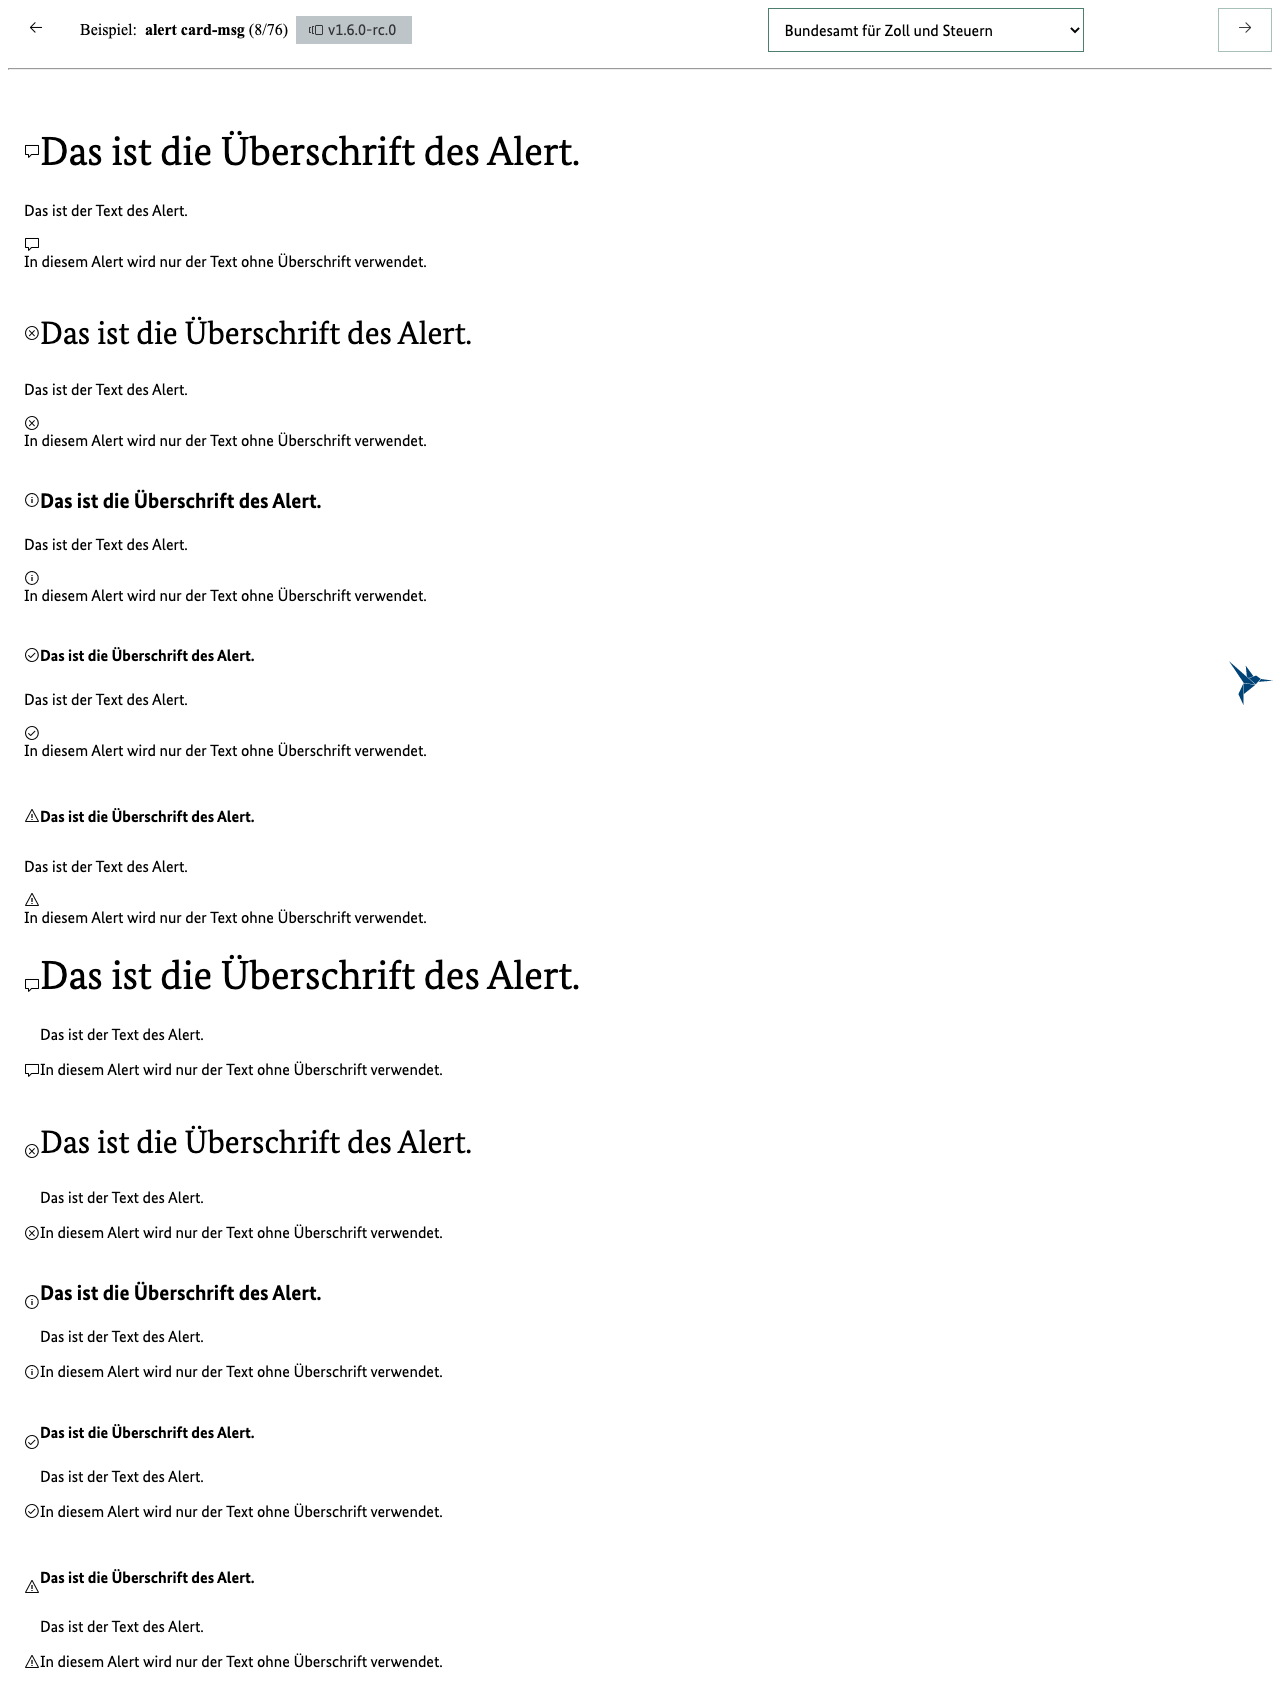 Beispiel: alert card-msg (8/76) v1.6.0-rc.0 Bundesamt für Zoll und Steuern
Das ist die Überschrift des Alert.
Das ist der Text des Alert.
In diesem Alert wird nur der Text ohne Überschrift verwendet.
Das ist die Überschrift des Alert.
Das ist der Text des Alert.
In diesem Alert wird nur der Text ohne Überschrift verwendet.
Das ist die Überschrift des Alert.
Das ist der Text des Alert.
In diesem Alert wird nur der Text ohne Überschrift verwendet.
Das ist die Überschrift des Alert.
Das ist der Text des Alert.
In diesem Alert wird nur der Text ohne Überschrift verwendet.
Das ist die Überschrift des Alert.
Das ist der Text des Alert.
In diesem Alert wird nur der Text ohne Überschrift verwendet.
Das ist die Überschrift des Alert.
Das ist der Text des Alert.
In diesem Alert wird nur der Text ohne Überschrift verwendet.
Das ist die Überschrift des Alert.
Das ist der Text des Alert.
In diesem Alert wird nur der Text ohne Überschrift verwendet.
Das ist die Überschrift des Alert.
Das ist der Text des Alert.
In diesem Alert wird nur der Text ohne Überschrift verwendet.
Das ist die Überschrift des Alert.
Das ist der Text des Alert.
In diesem Alert wird nur der Text ohne Überschrift verwendet.
Das ist die Überschrift des Alert.
Das ist der Text des Alert.
In diesem Alert wird nur der Text ohne Überschrift verwendet.